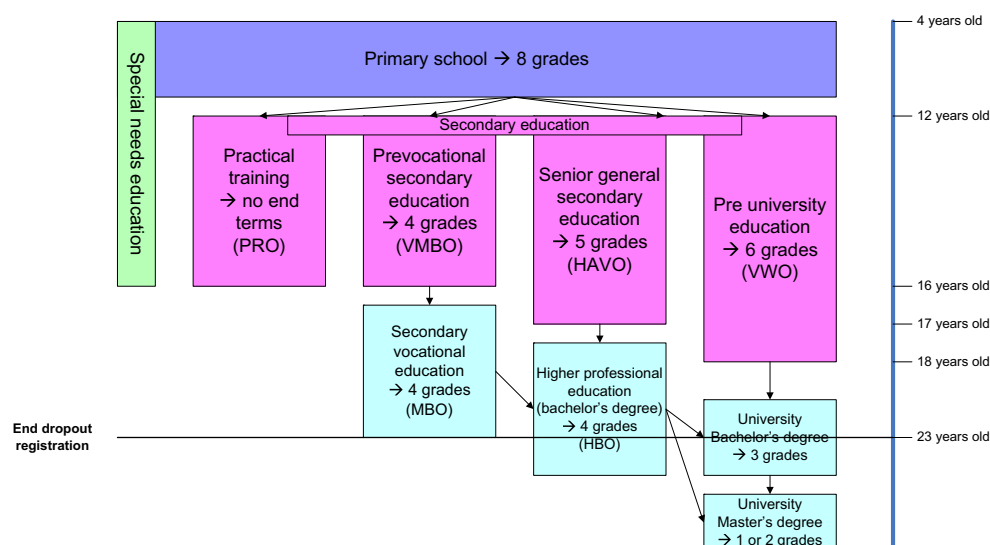 4 years old
Special needs education
Primary school → 8 grades
12 years old
Secondary education
Practical
training
→ no end
terms
(PRO)
Prevocational
secondary
education
→ 4 grades
(VMBO)
Senior general
secondary
education
→ 5 grades
(HAVO)
Pre university
education
→ 6 grades
(VWO)
16 years old
17 years old
18 years old
Secondary
vocational
education
→ 4 grades
(MBO)
Higher professional
education
(bachelor's degree)
→ 4 grades
(HBO)
University
Bachelor's degree
→ 3 grades
End dropout
registration
23 years old
University
Master's degree
→ 1 or 2 grades